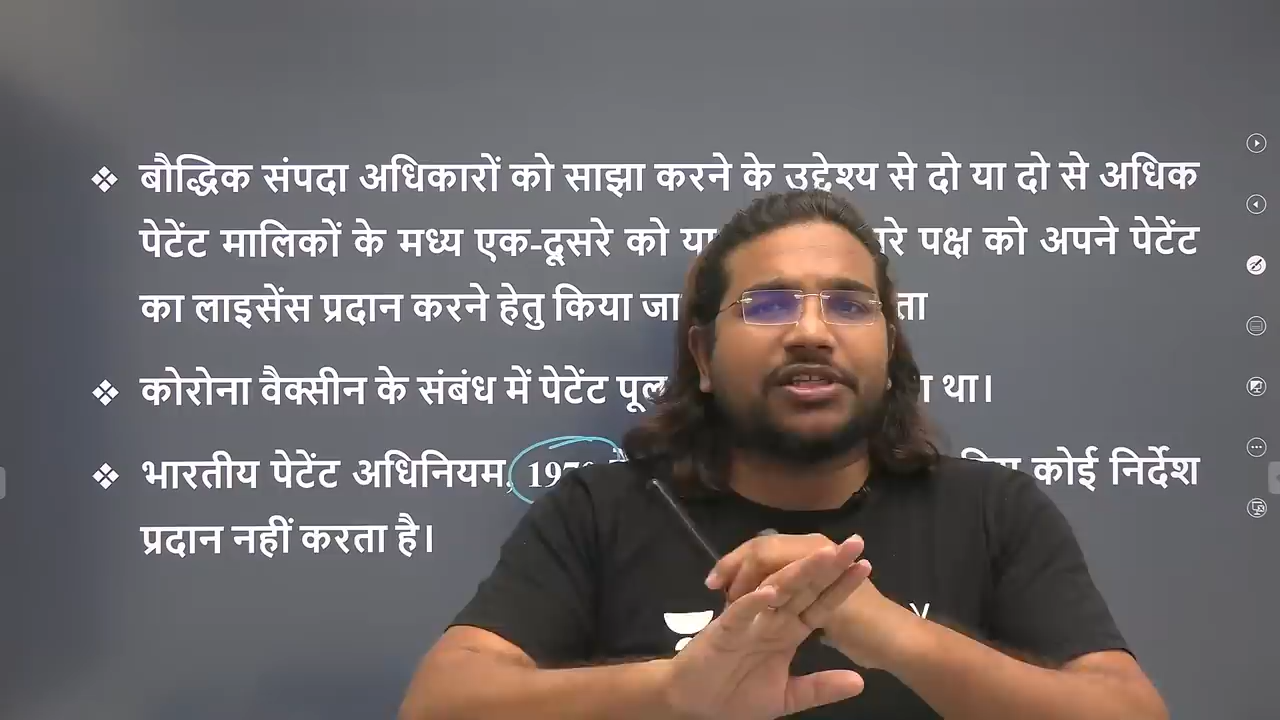 ❖ बौद्धिक संपदा अधिकारों को साझा करने के उद्देश्य से दो या दो से अधिक
पेटेंट मालिकों के मध्य एक-दूसरे को पक्ष को अपने पेटेंट
का लाइसेंस प्रदान करने हेतु किया
❖ कोरोना वैक्सीन के संबंध में पेटेंट पूल था।
❖ भारतीय पेटेंट अधिनियम, कोई निर्देश
प्रदान नहीं करता है।